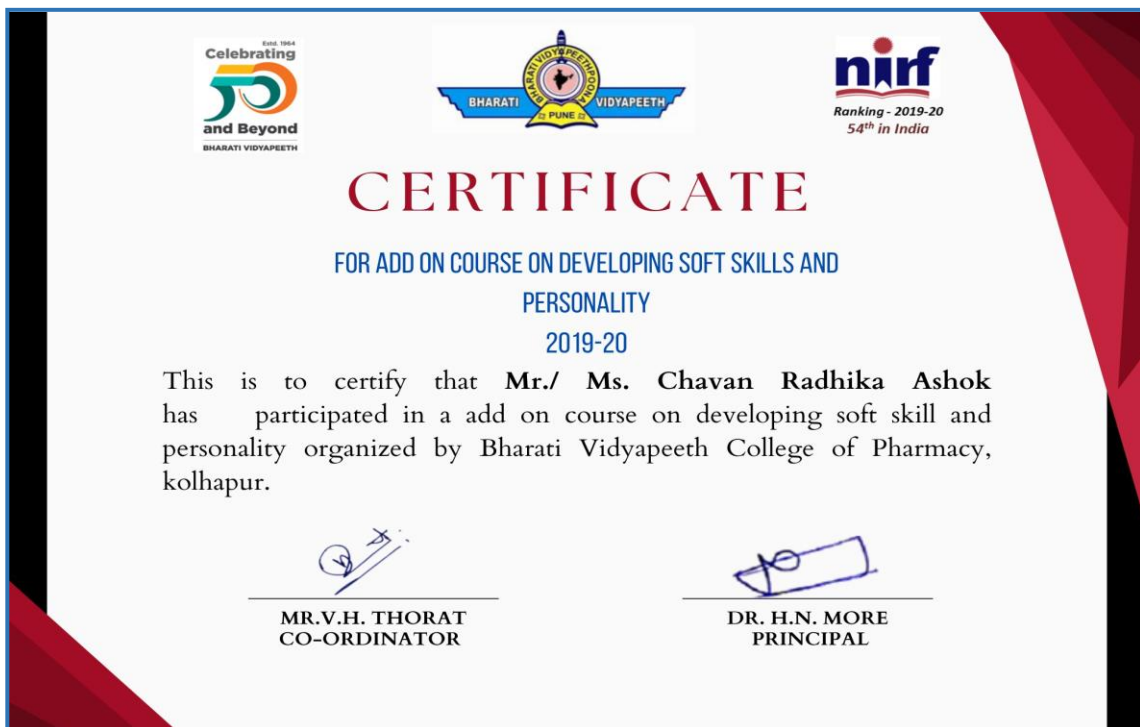 Estd. 1964
Celebrating
50
and Beyond
BHARATI VIDYAPEETH
BHARATI VIDYAPEETH POONA
BHARATI VIDYAPEETH
PUNE
nirf
Ranking - 2019-20
54th in India
CERTIFICATE
FOR ADD ON COURSE ON DEVELOPING SOFT SKILLS AND
PERSONALITY
2019-20
This is to certify that Mr./ Ms. Chavan Radhika Ashok
has participated in a add on course on developing soft skill and
personality organized by Bharati Vidyapeeth College of Pharmacy,
kolhapur.
MR.V.H. THORAT
CO-ORDINATOR
DR. H.N. MORE
PRINCIPAL